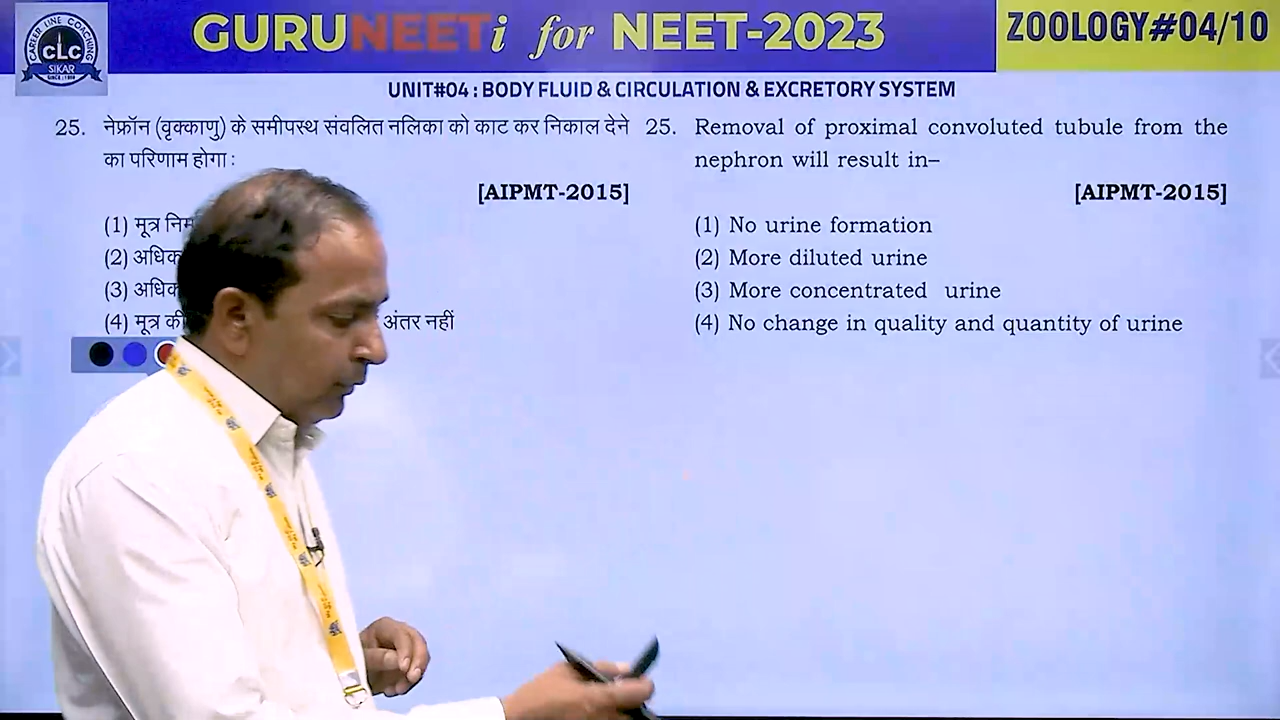 CAREER LINE COACHING
CLC
SIKAR
SINCE : 1996
GURUNEETi for NEET-2023
ZOOLOGY#04/10
UNIT#04 : BODY FLUID & CIRCULATION & EXCRETORY SYSTEM
25. नेफ्रॉन (वृक्काणु) के समीपस्थ संवलित नलिका को काट कर निकाल देने
का परिणाम होगा :
[AIPMT-2015]
(1) मूत्र
(2)
(3)
(4) मूत्र की अंतर नहीं
25. Removal of proximal convoluted tubule from the
nephron will result in–
[AIPMT-2015]
(1) No urine formation
(2) More diluted urine
(3) More concentrated urine
(4) No change in quality and quantity of urine